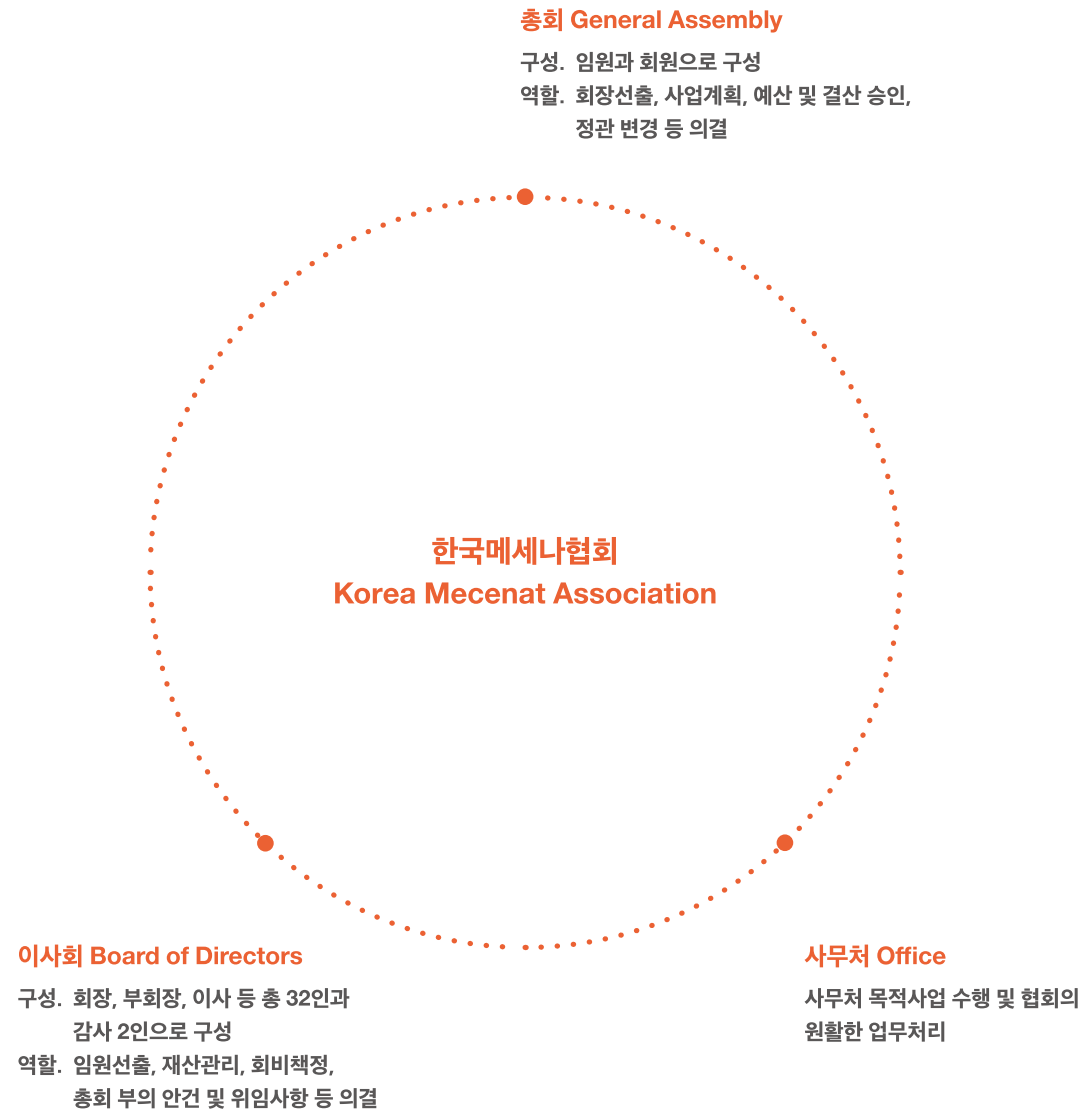 총회 General Assembly
구성. 임원과 회원으로 구성
역할. 회장선출, 사업계획, 예산 및 결산 승인,
정관 변경 등 의결
한국메세나협회
Korea Mecenat Association
이사회 Board of Directors
구성. 회장, 부회장, 이사 등 총 32인과
감사 2인으로 구성
역할. 임원선출, 재산관리, 회비책정,
총회 부의 안건 및 위임사항 등 의결
사무처 Office
사무처 목적사업 수행 및 협회의
원활한 업무처리